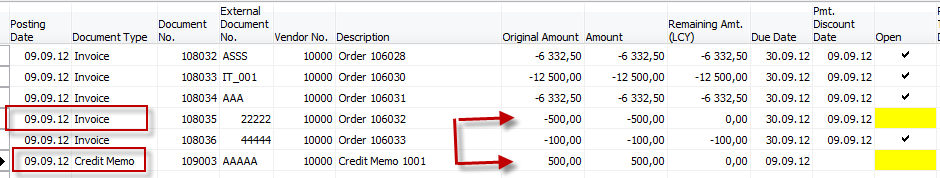 Posting Date Document Type Document No. External Document No. Vendor No. Description Original Amount Amount Remaining Amt. (LCY) Due Date Pmt. Discount Date Open
09.09.12 Invoice 108032 ASSS 10000 Order 106028 -6 332,50 -6 332,50 -6 332,50 30.09.12 09.09.12 ✔
09.09.12 Invoice 108033 IT_001 10000 Order 106030 -12 500,00 -12 500,00 -12 500,00 30.09.12 09.09.12 ✔
09.09.12 Invoice 108034 AAA 10000 Order 106031 -6 332,50 -6 332,50 -6 332,50 30.09.12 09.09.12 ✔
09.09.12 Invoice 108035 22222 10000 Order 106032 -500,00 -500,00 0,00 30.09.12 09.09.12
09.09.12 Invoice 108036 44444 10000 Order 106033 -100,00 -100,00 -100,00 30.09.12 09.09.12 ✔
09.09.12 Credit Memo 109003 AAAAA 10000 Credit Memo 1001 500,00 500,00 0,00 09.09.12